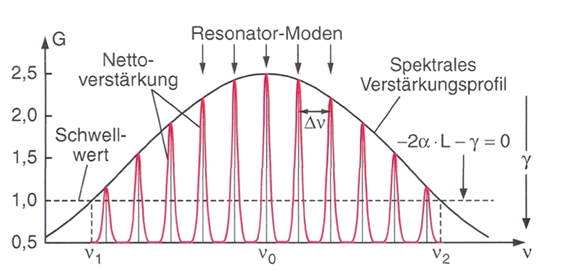 G
Resonator-Moden
Netto-
verstärkung
Spektrales
Verstärkungsprofil
Schwell-
wert
Δν
−2α·L−γ=0
γ
2,5
2,0
1,5
1,0
0,5
ν1
ν0
ν2
ν